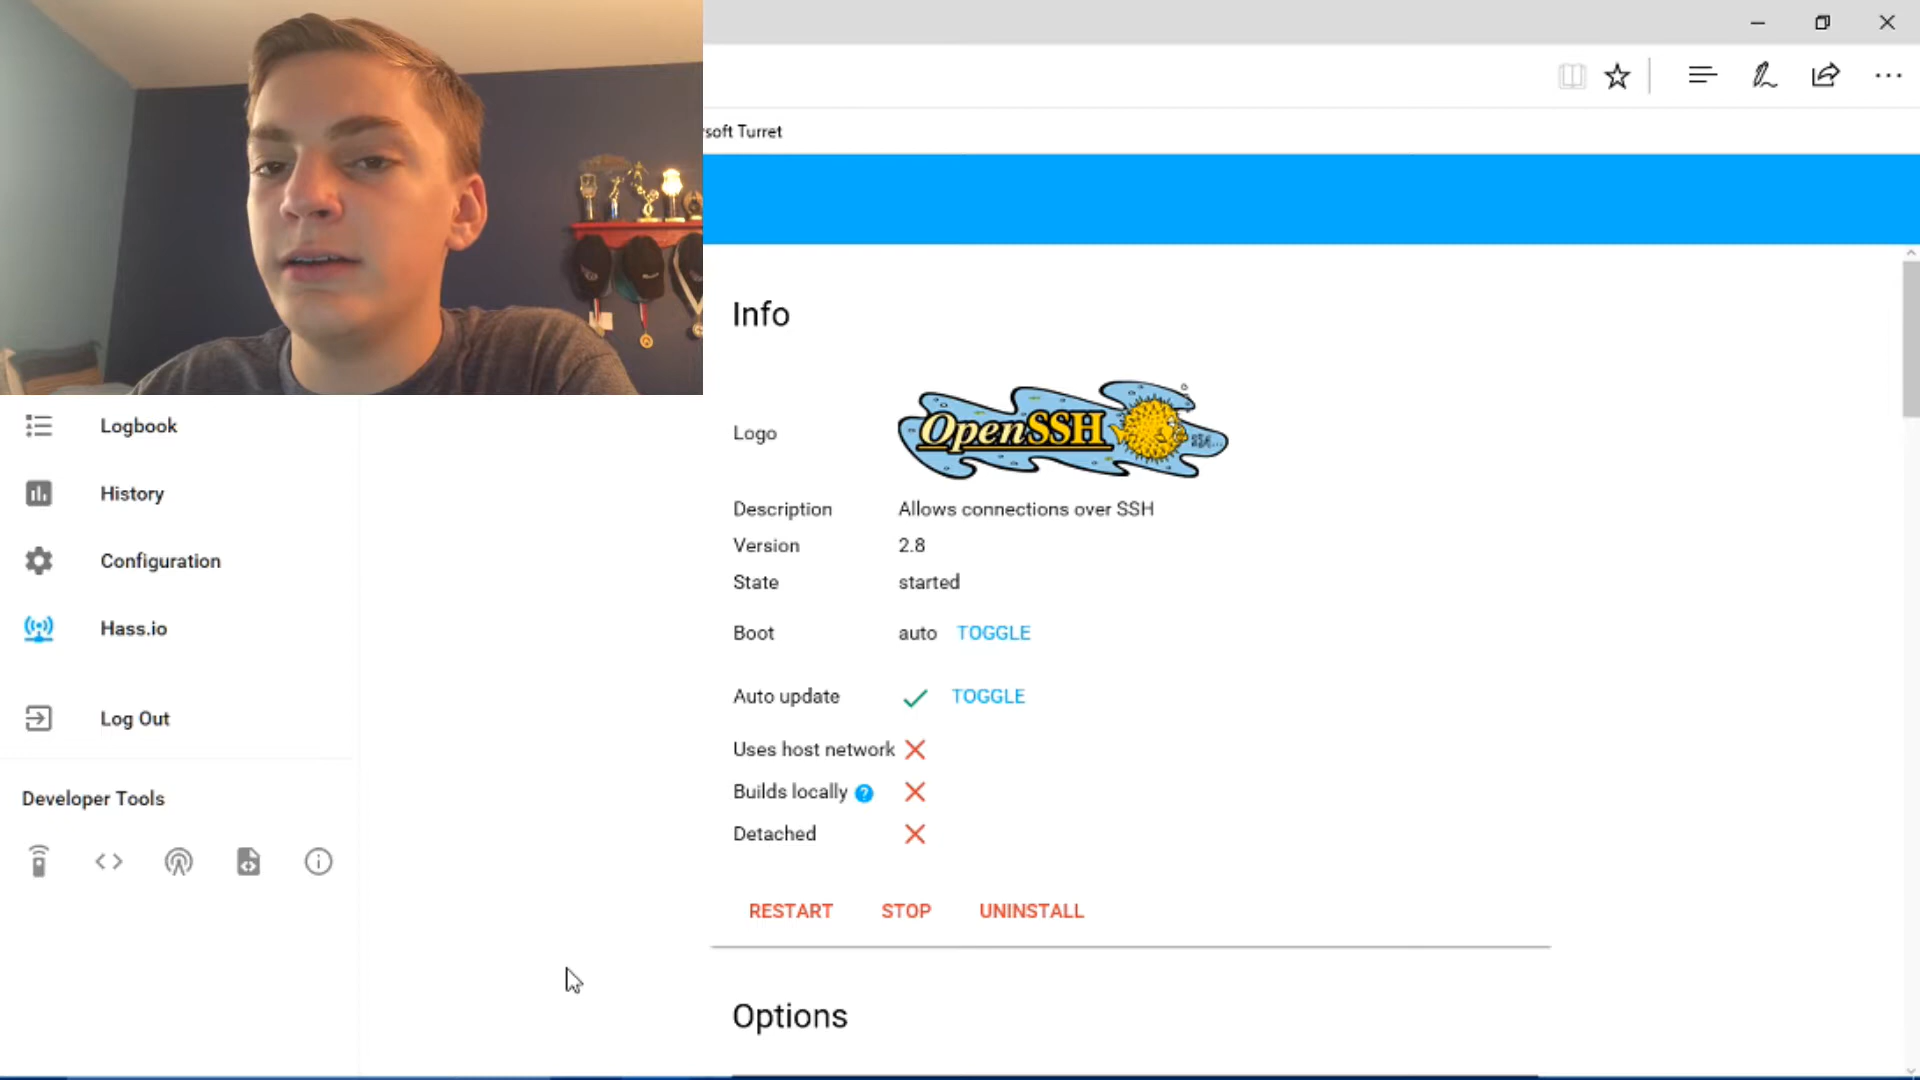 soft Turret
Info
Logo
OpenSSH
Description Allows connections over SSH
Version 2.8
State started
Boot auto TOGGLE
Auto update TOGGLE
Uses host network
Builds locally ?
Detached
RESTART STOP UNINSTALL
Options
Logbook
History
Configuration
Hass.io
Log Out
Developer Tools